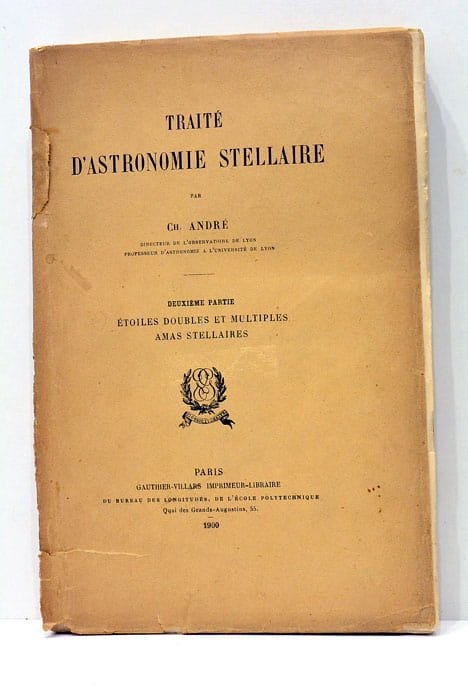 TRAITÉ
D'ASTRONOMIE STELLAIRE
PAR
CH. ANDRÉ
DIRECTEUR DE L'OBSERVATOIRE DE LYON
PROFESSEUR D'ASTRONOMIE A L'UNIVERSITÉ DE LYON
DEUXIÈME PARTIE
ÉTOILES DOUBLES ET MULTIPLES
AMAS STELLAIRES
PARIS
GAUTHIER-VILLARS IMPRIMEUR-LIBRAIRE
DU BUREAU DES LONGITUDES, DE L'ÉCOLE POLYTECHNIQUE
Quai des Grands-Augustins, 55.
1900